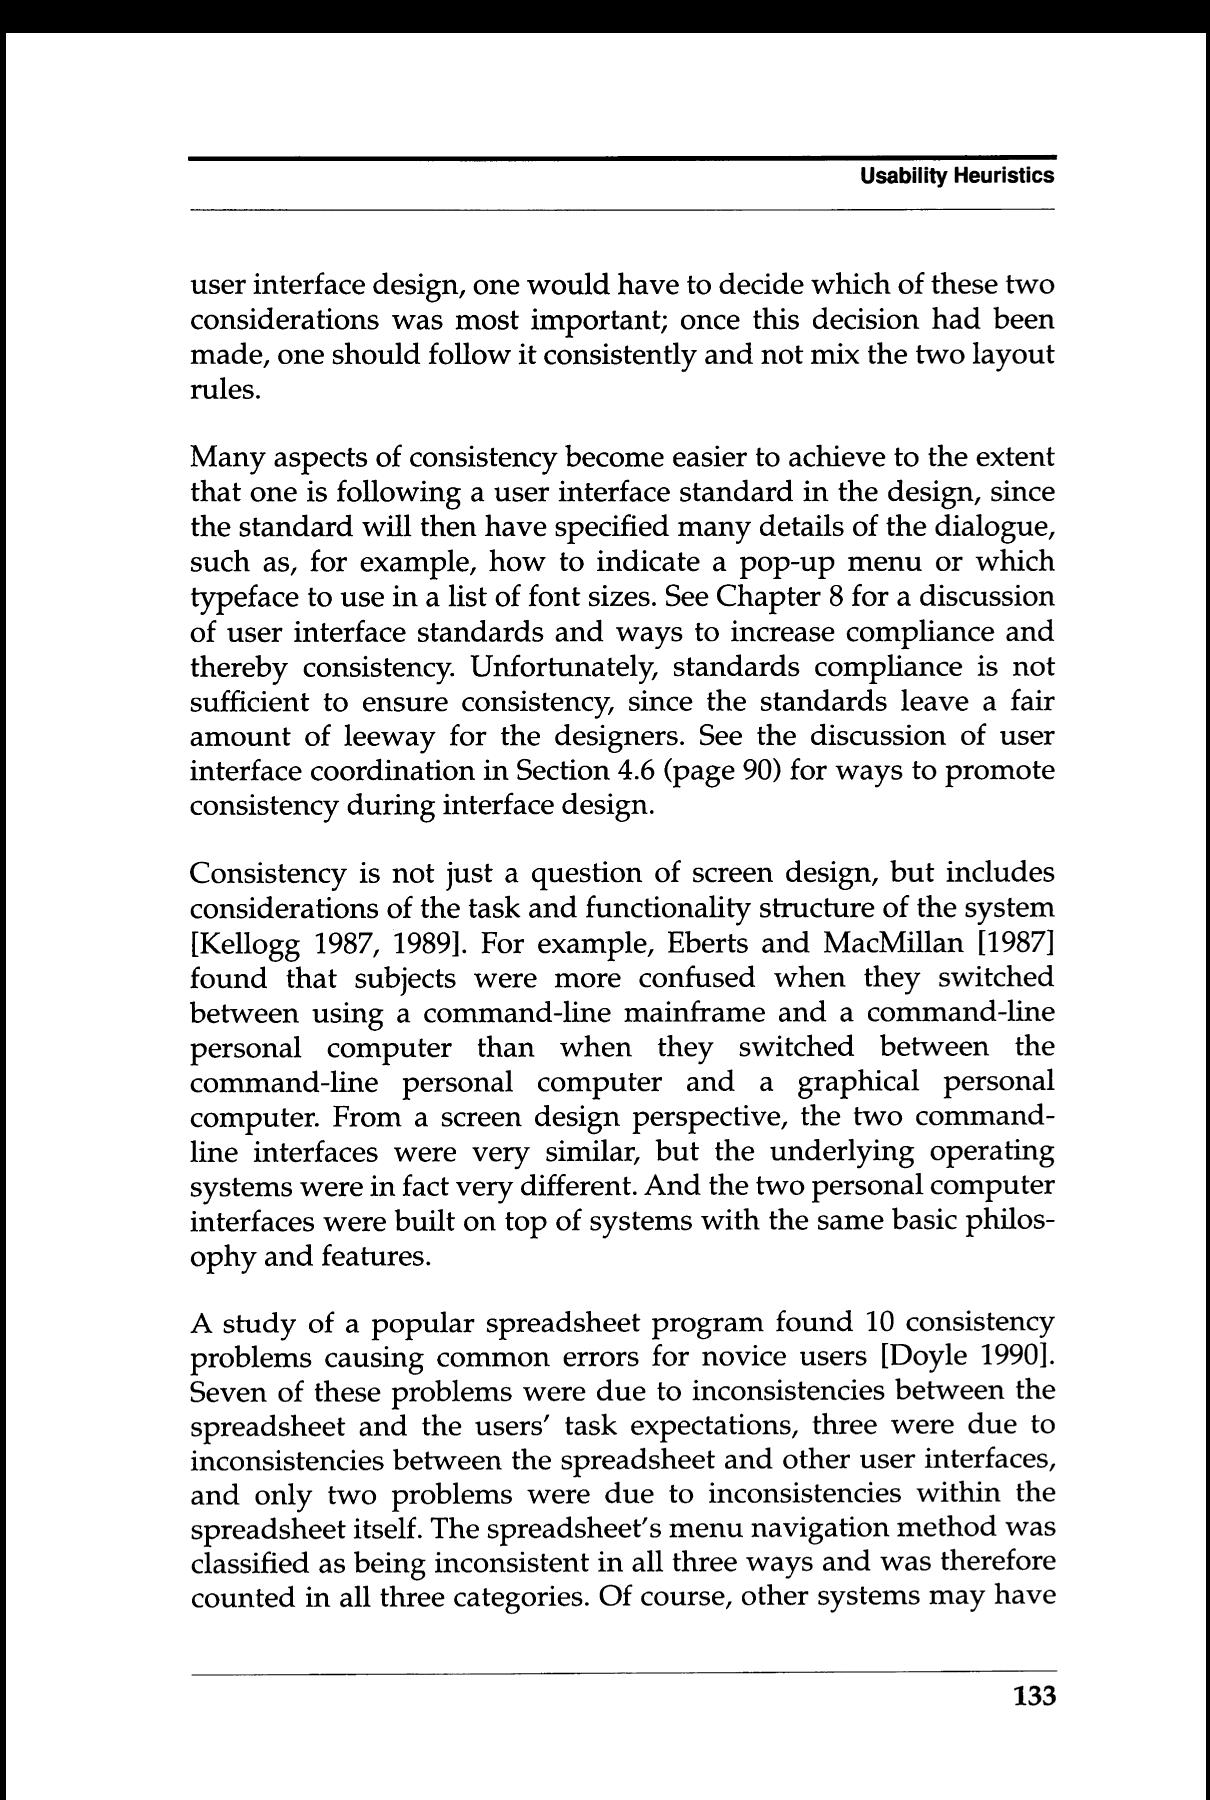 Usability Heuristics
user interface design, one would have to decide which of these two
considerations was most important; once this decision had been
made, one should follow it consistently and not mix the two layout
rules.
Many aspects of consistency become easier to achieve to the extent
that one is following a user interface standard in the design, since
the standard will then have specified many details of the dialogue,
such as, for example, how to indicate a pop-up menu or which
typeface to use in a list of font sizes. See Chapter 8 for a discussion
of user interface standards and ways to increase compliance and
thereby consistency. Unfortunately, standards compliance is not
sufficient to ensure consistency, since the standards leave a fair
amount of leeway for the designers. See the discussion of user
interface coordination in Section 4.6 (page 90) for ways to promote
consistency during interface design.
Consistency is not just a question of screen design, but includes
considerations of the task and functionality structure of the system
[Kellogg 1987, 1989]. For example, Eberts and MacMillan [1987]
found that subjects were more confused when they switched
between using a command-line mainframe and a command-line
personal computer than when they switched between the
command-line personal computer and a graphical personal
computer. From a screen design perspective, the two command-
line interfaces were very similar, but the underlying operating
systems were in fact very different. And the two personal computer
interfaces were built on top of systems with the same basic philos-
ophy and features.
A study of a popular spreadsheet program found 10 consistency
problems causing common errors for novice users [Doyle 1990].
Seven of these problems were due to inconsistencies between the
spreadsheet and the users' task expectations, three were due to
inconsistencies between the spreadsheet and other user interfaces,
and only two problems were due to inconsistencies within the
spreadsheet itself. The spreadsheet's menu navigation method was
classified as being inconsistent in all three ways and was therefore
counted in all three categories. Of course, other systems may have
133